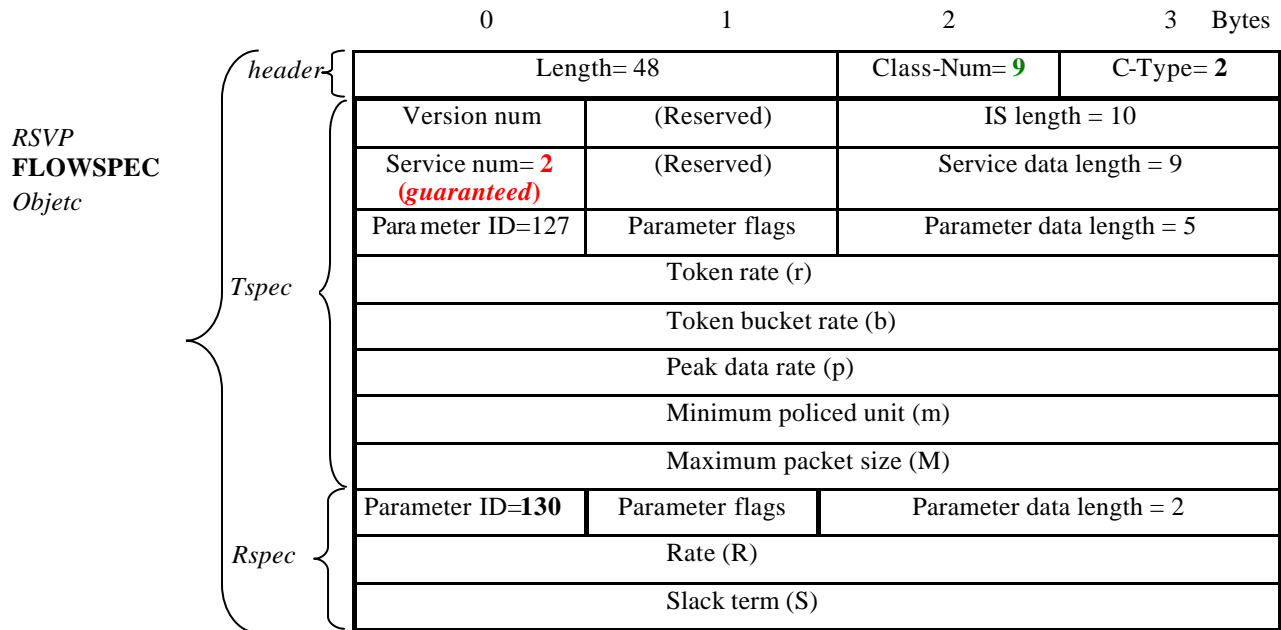 0 1 2 3 Bytes
header Length= 48 Class-Num= 9 C-Type= 2
Version num (Reserved) IS length = 10
RSVP
FLOWSPEC
Objetc
Service num= 2 (Reserved) Service data length = 9
(guaranteed)
Parameter ID=127 Parameter flags Parameter data length = 5
Token rate (r)
Tspec
Token bucket rate (b)
Peak data rate (p)
Minimum policed unit (m)
Maximum packet size (M)
Parameter ID=130 Parameter flags Parameter data length = 2
Rspec Rate (R)
Slack term (S)